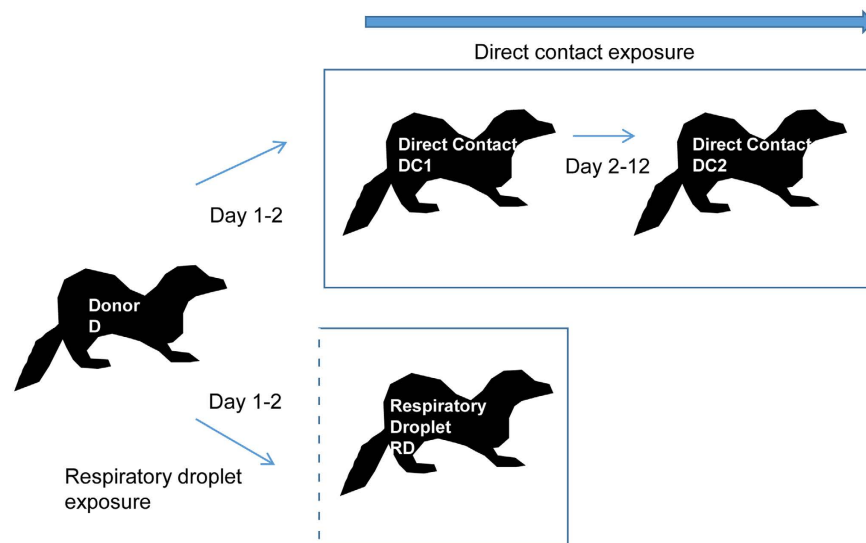 Direct contact exposure
Direct Contact
DC1
Day 2-12
Direct Contact
DC2
Day 1-2
Donor
D
Day 1-2
Respiratory
Droplet
RD
Respiratory droplet
exposure